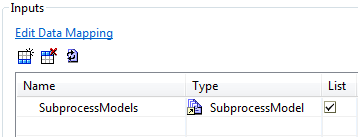 Inputs
Edit Data Mapping
Name Type List
SubprocessModels SubprocessModel